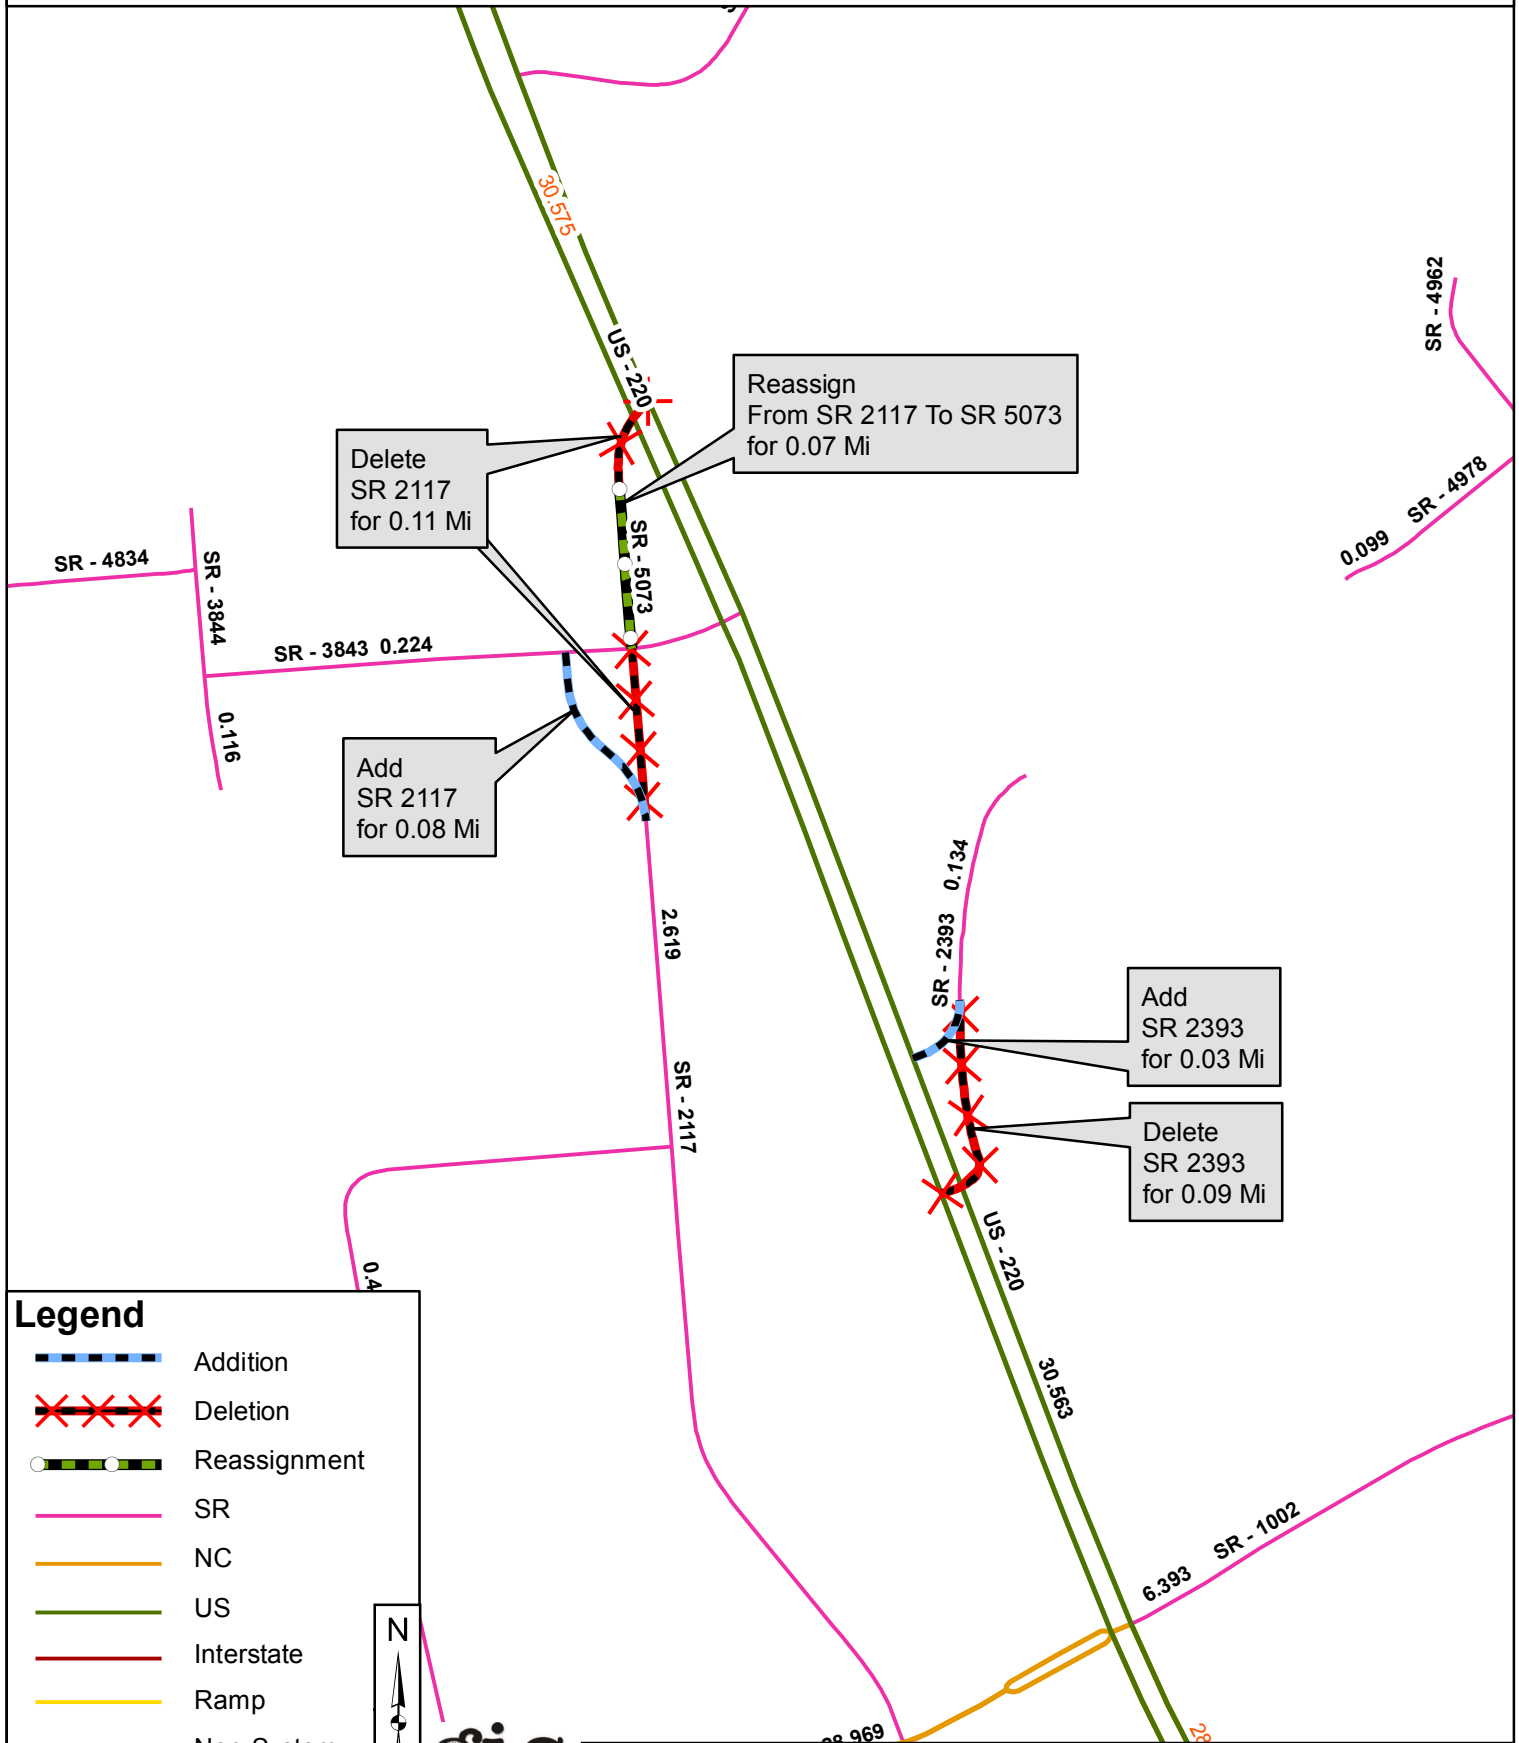 30.575
US - 220
SR - 4962
Reassign
From SR 2117 To SR 5073
for 0.07 Mi
Delete
SR 2117
for 0.11 Mi
SR - 4978
0.099
SR - 5073
SR - 4834
SR - 3844
SR - 3843 0.224
0.116
Add
SR 2117
for 0.08 Mi
0.134
SR - 2393
2.619
Add
SR 2393
for 0.03 Mi
SR - 2117
Delete
SR 2393
for 0.09 Mi
US - 220
0.4
30.563
Legend
Addition
Deletion
Reassignment
SR
NC
US
Interstate
Ramp
N
SR - 1002
6.393
28